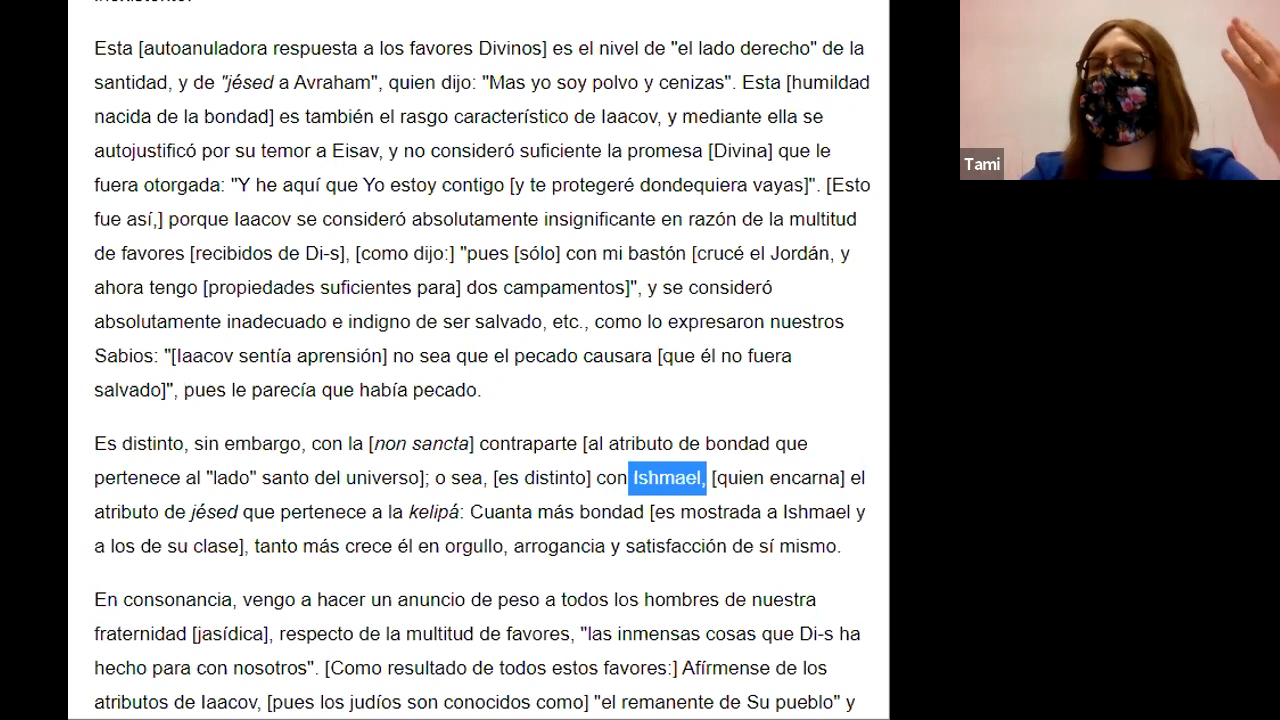 Esta [autoanuladora respuesta a los favores Divinos] es el nivel de "el lado derecho" de la
santidad, y de "jésed a Avraham", quien dijo: "Mas yo soy polvo y cenizas". Esta [humildad
nacida de la bondad] es también el rasgo característico de Iaacov, y mediante ella se
autojustificó por su temor a Eisav, y no consideró suficiente la promesa [Divina] que le
fuera otorgada: "Y he aquí que Yo estoy contigo [y te protegeré dondequiera vayas]". [Esto
fue así,] porque Iaacov se consideró absolutamente insignificante en razón de la multitud
de favores [recibidos de Di-s], [como dijo:] "pues [sólo] con mi bastón [crucé el Jordán, y
ahora tengo [propiedades suficientes para] dos campamentos]", y se consideró
absolutamente inadecuado e indigno de ser salvado, etc., como lo expresaron nuestros
Sabios: "[Iaacov sentía aprensión] no sea que el pecado causara [que él no fuera
salvado]", pues le parecía que había pecado.
Es distinto, sin embargo, con la [non sancta] contraparte [al atributo de bondad que
pertenece al "lado" santo del universo]; o sea, [es distinto] con Ishmael, [quien encarna] el
atributo de jésed que pertenece a la kelipá: Cuanta más bondad [es mostrada a Ishmael y
a los de su clase], tanto más crece él en orgullo, arrogancia y satisfacción de sí mismo.
En consonancia, vengo a hacer un anuncio de peso a todos los hombres de nuestra
fraternidad [jasídica], respecto de la multitud de favores, "las inmensas cosas que Di-s ha
hecho para con nosotros". [Como resultado de todos estos favores:] Afírmense de los
atributos de Iaacov, [pues los judíos son conocidos como] "el remanente de Su pueblo" y
Tami